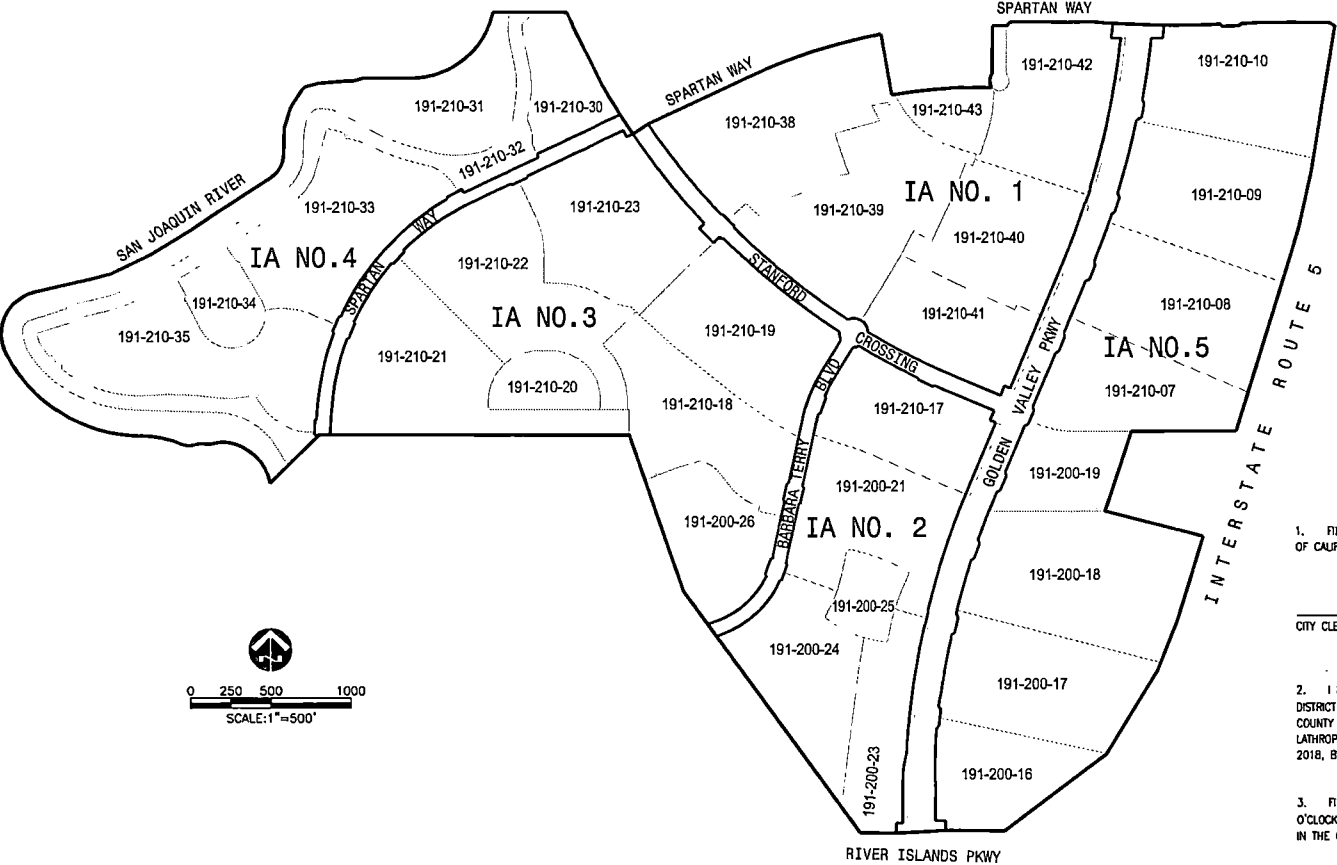 SPARTAN WAY
191-210-42
191-210-10
SPARTAN WAY
191-210-31
191-210-30
191-210-43
191-210-38
191-210-32
SAN JOAQUIN RIVER
191-210-33
191-210-23
191-210-39
IA NO. 1
191-210-09
191-210-40
IA NO.4
SPARTAN WAY
191-210-22
STANFORD CROSSING
191-210-34
191-210-35
IA NO.3
191-210-21
191-210-19
191-210-41
191-210-08
IA NO.5
INTERSTATE ROUTE 5
191-210-20
191-210-18
BARBARA TERRY BLVD
191-210-17
GOLDEN VALLEY PKWY
191-210-07
191-200-21
191-200-19
191-200-26
IA NO. 2
191-200-18
191-200-25
191-200-24
191-200-17
191-200-23
191-200-16
RIVER ISLANDS PKWY
0 250 500 1000
SCALE:1"=500'
1.
OF
CITY
2. I
DISTRICT
COUNTY
LATHROP
2018,
3.
O'CLOCK
IN THE